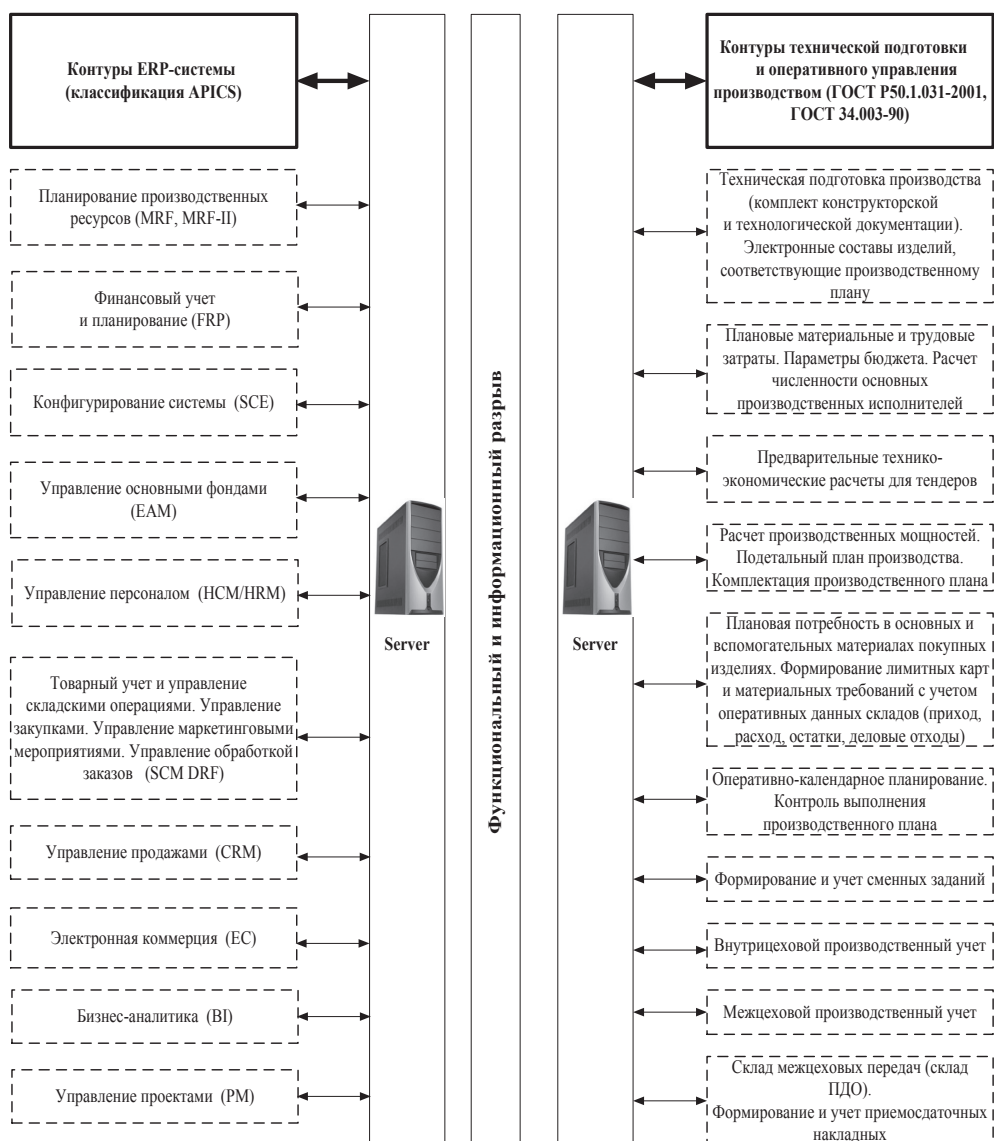 Контуры ERP-системы
(классификация APICS)
Планирование производственных
ресурсов (MRF, MRF-II)
Финансовый учет
и планирование (FRP)
Конфигурирование системы (SCE)
Управление основными фондами
(EAM)
Управление персоналом (HCM/HRM)
Товарный учет и управление
складскими операциями. Управление
закупками. Управление маркетинговыми
мероприятиями. Управление обработкой
заказов (SCM DRF)
Управление продажами (CRM)
Электронная коммерция (EC)
Бизнес-аналитика (BI)
Управление проектами (PM)
Server
Функциональный и информационный разрыв
Server
Контуры технической подготовки
и оперативного управления
производством (ГОСТ Р50.1.031-2001,
ГОСТ 34.003-90)
Техническая подготовка производства
(комплект конструкторской
и технологической документации).
Электронные составы изделий,
соответствующие производственному
плану
Плановые материальные и трудовые
затраты. Параметры бюджета. Расчет
численности основных
производственных исполнителей
Предварительные технико-
экономические расчеты для тендеров
Расчет производственных мощностей.
Подетальный план производства.
Комплектация производственного плана
Плановая потребность в основных и
вспомогательных материалах покупных
изделиях. Формирование лимитных карт
и материальных требований с учетом
оперативных данных складов (приход,
расход, остатки, деловые отходы)
Оперативно-календарное планирование.
Контроль выполнения
производственного плана
Формирование и учет сменных заданий
Внутрицеховой производственный учет
Межцеховой производственный учет
Склад межцеховых передач (склад
ПДО).
Формирование и учет приемосдаточных
накладных